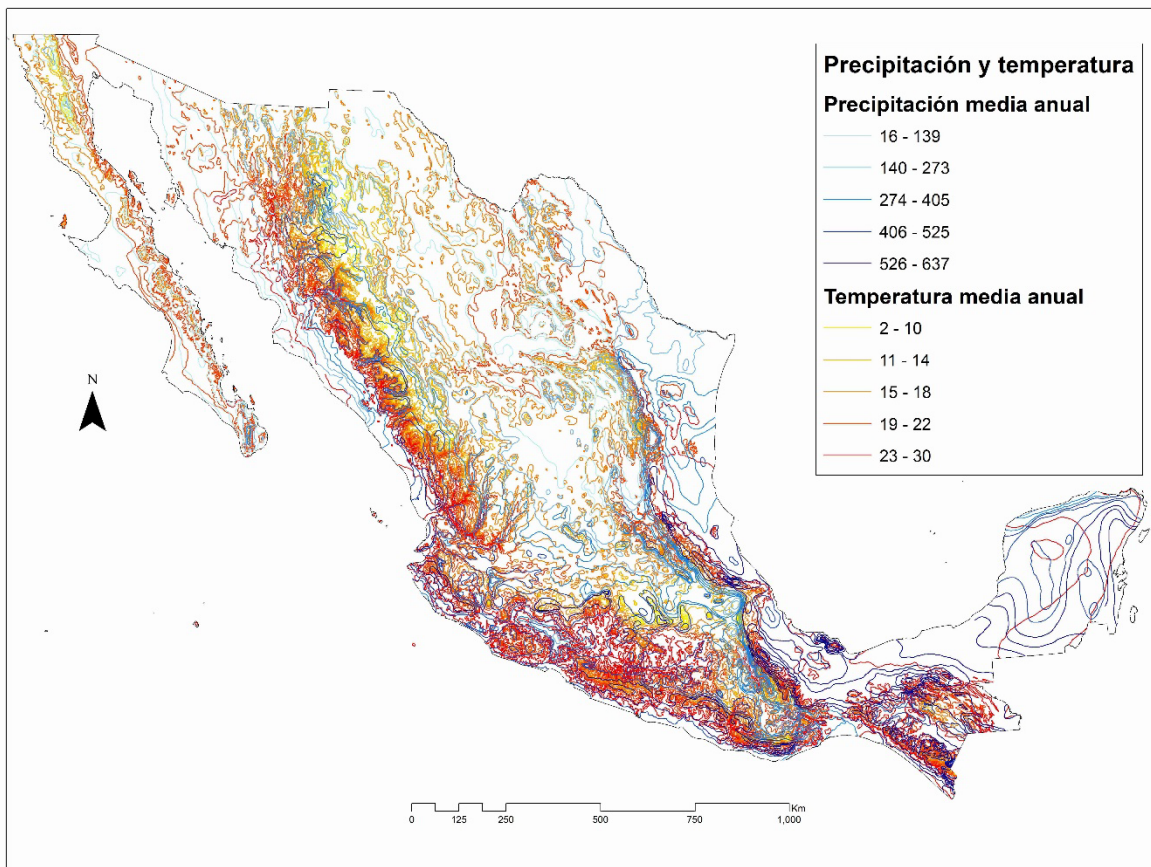 Precipitación y temperatura
Precipitación media anual
16 - 139
140 - 273
274 - 405
406 - 525
526 - 637
Temperatura media anual
2 - 10
11 - 14
15 - 18
19 - 22
23 - 30
N
Km
0 125 250 500 750 1,000